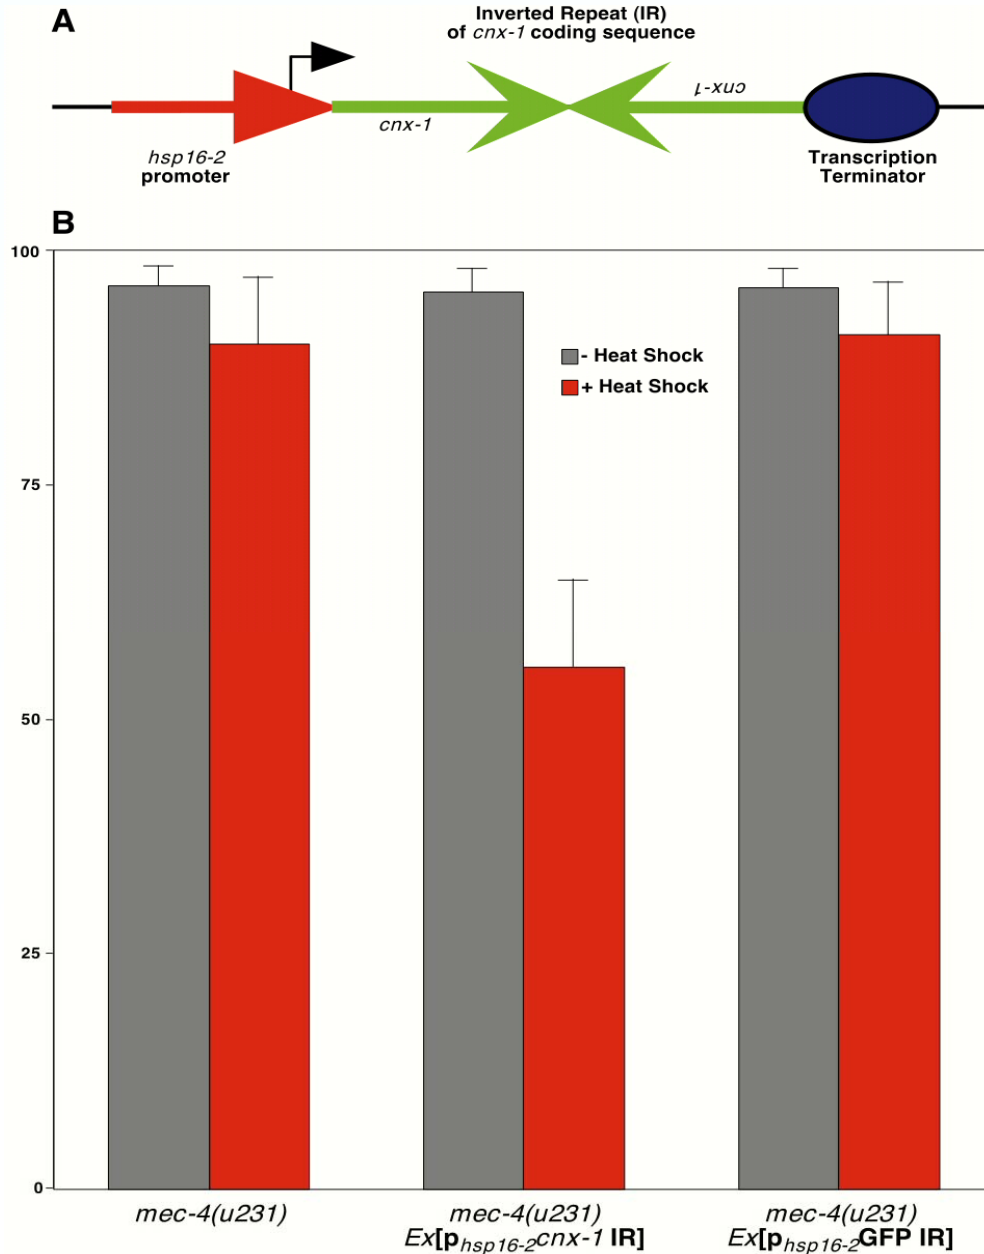 A
Inverted Repeat (IR)
of cnx-1 coding sequence
cnx-1
cnx-1
hsp16-2
promoter
Transcription
Terminator
B
100
75
50
25
0
- Heat Shock
+ Heat Shock
mec-4(u231)
mec-4(u231)
Ex[phsp16-2cnx-1 IR]
mec-4(u231)
Ex[phsp16-2GFP IR]